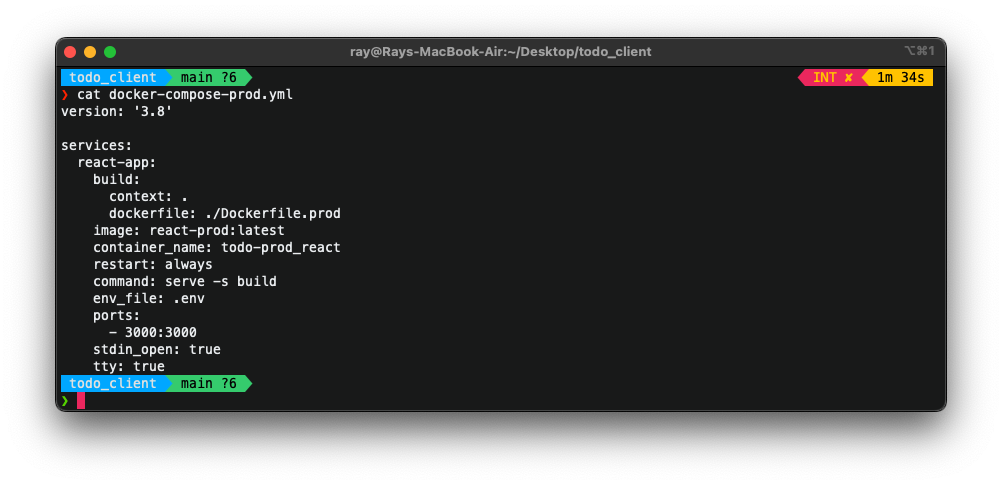 ray@Rays-MacBook-Air:~/Desktop/todo_client ⌥⌘1
todo_client main ?6 INT ✘ 1m 34s
❯ cat docker-compose-prod.yml
version: '3.8'

services:
  react-app:
    build:
      context: .
      dockerfile: ./Dockerfile.prod
    image: react-prod:latest
    container_name: todo-prod_react
    restart: always
    command: serve -s build
    env_file: .env
    ports:
      - 3000:3000
    stdin_open: true
    tty: true
todo_client main ?6
❯